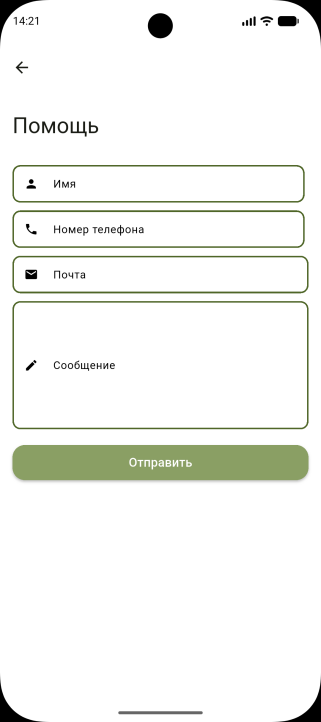 14:21
Помощь
Имя
Номер телефона
Почта
Сообщение
Отправить